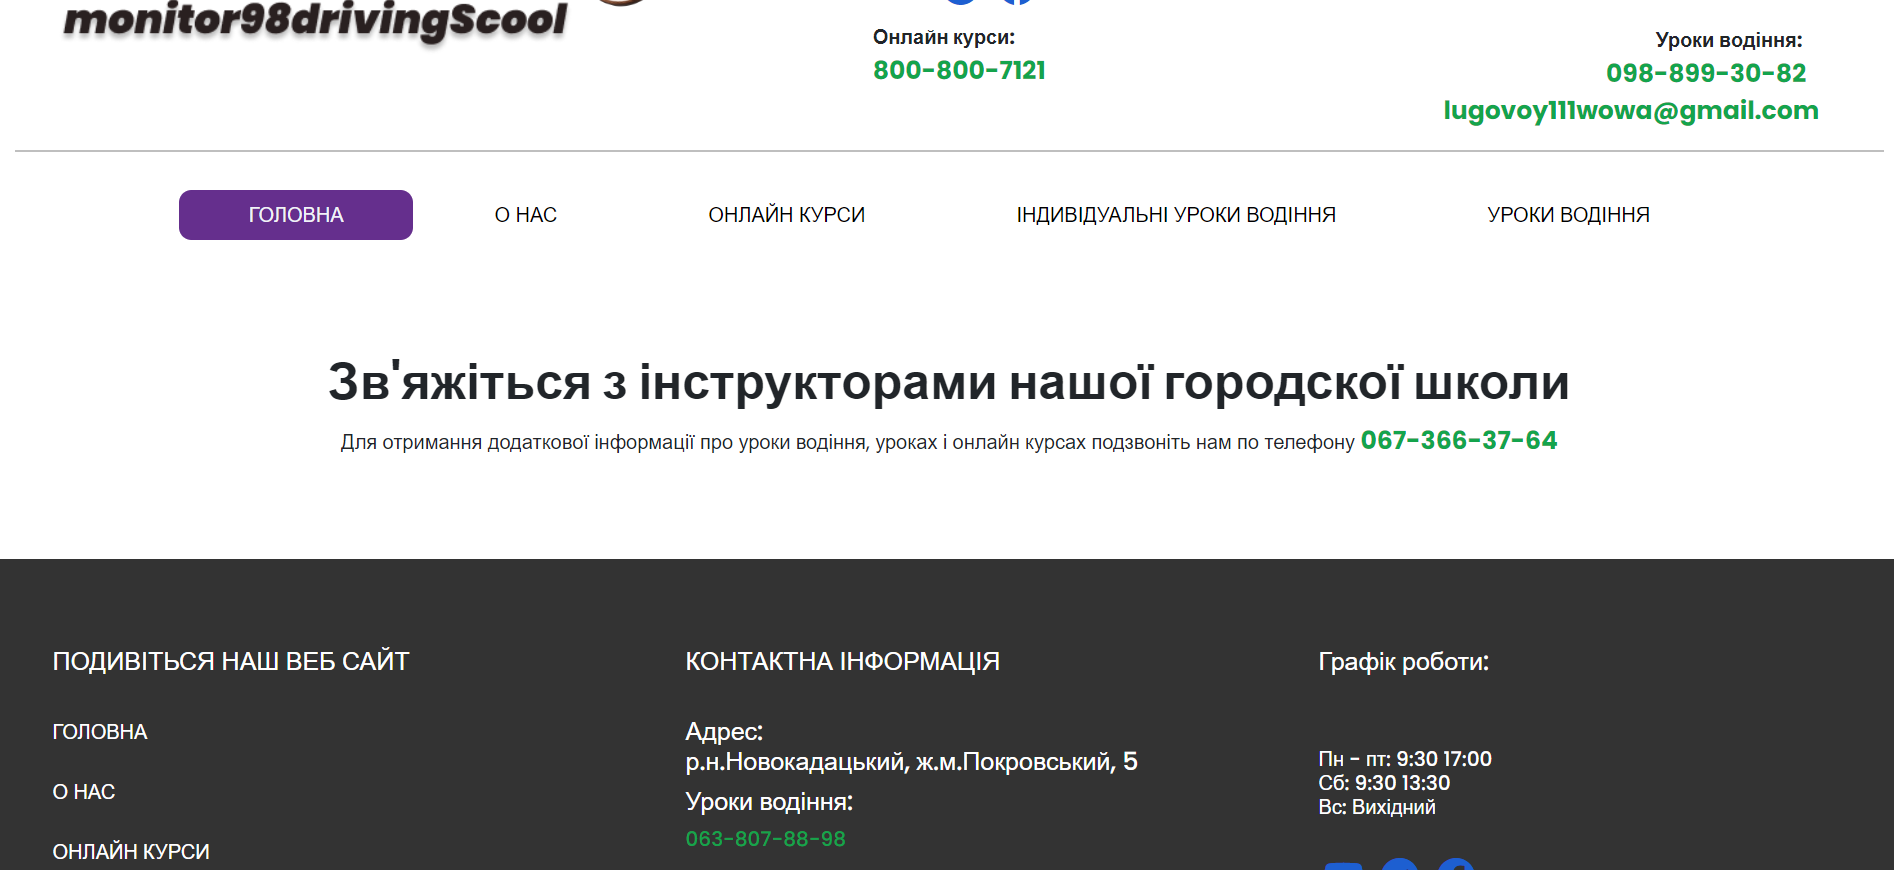 monitor98drivingScool
Онлайн курси:
800-800-7121
Уроки водіння:
098-899-30-82
lugovoy111wowa@gmail.com
ГОЛОВНА
О НАС
ОНЛАЙН КУРСИ
ІНДИВІДУАЛЬНІ УРОКИ ВОДІННЯ
УРОКИ ВОДІННЯ
Зв'яжіться з інструкторами нашої городскої школи
Для отримання додаткової інформації про уроки водіння, уроках і онлайн курсах подзвоніть нам по телефону 067-366-37-64
ПОДИВІТЬСЯ НАШ ВЕБ САЙТ
ГОЛОВНА
О НАС
ОНЛАЙН КУРСИ
КОНТАКТНА ІНФОРМАЦІЯ
Адрес:
р.н.Новокадацький, ж.м.Покровський, 5
Уроки водіння:
063-807-88-98
Графік роботи:
Пн - пт: 9:30 17:00
Сб: 9:30 13:30
Вс: Вихідний